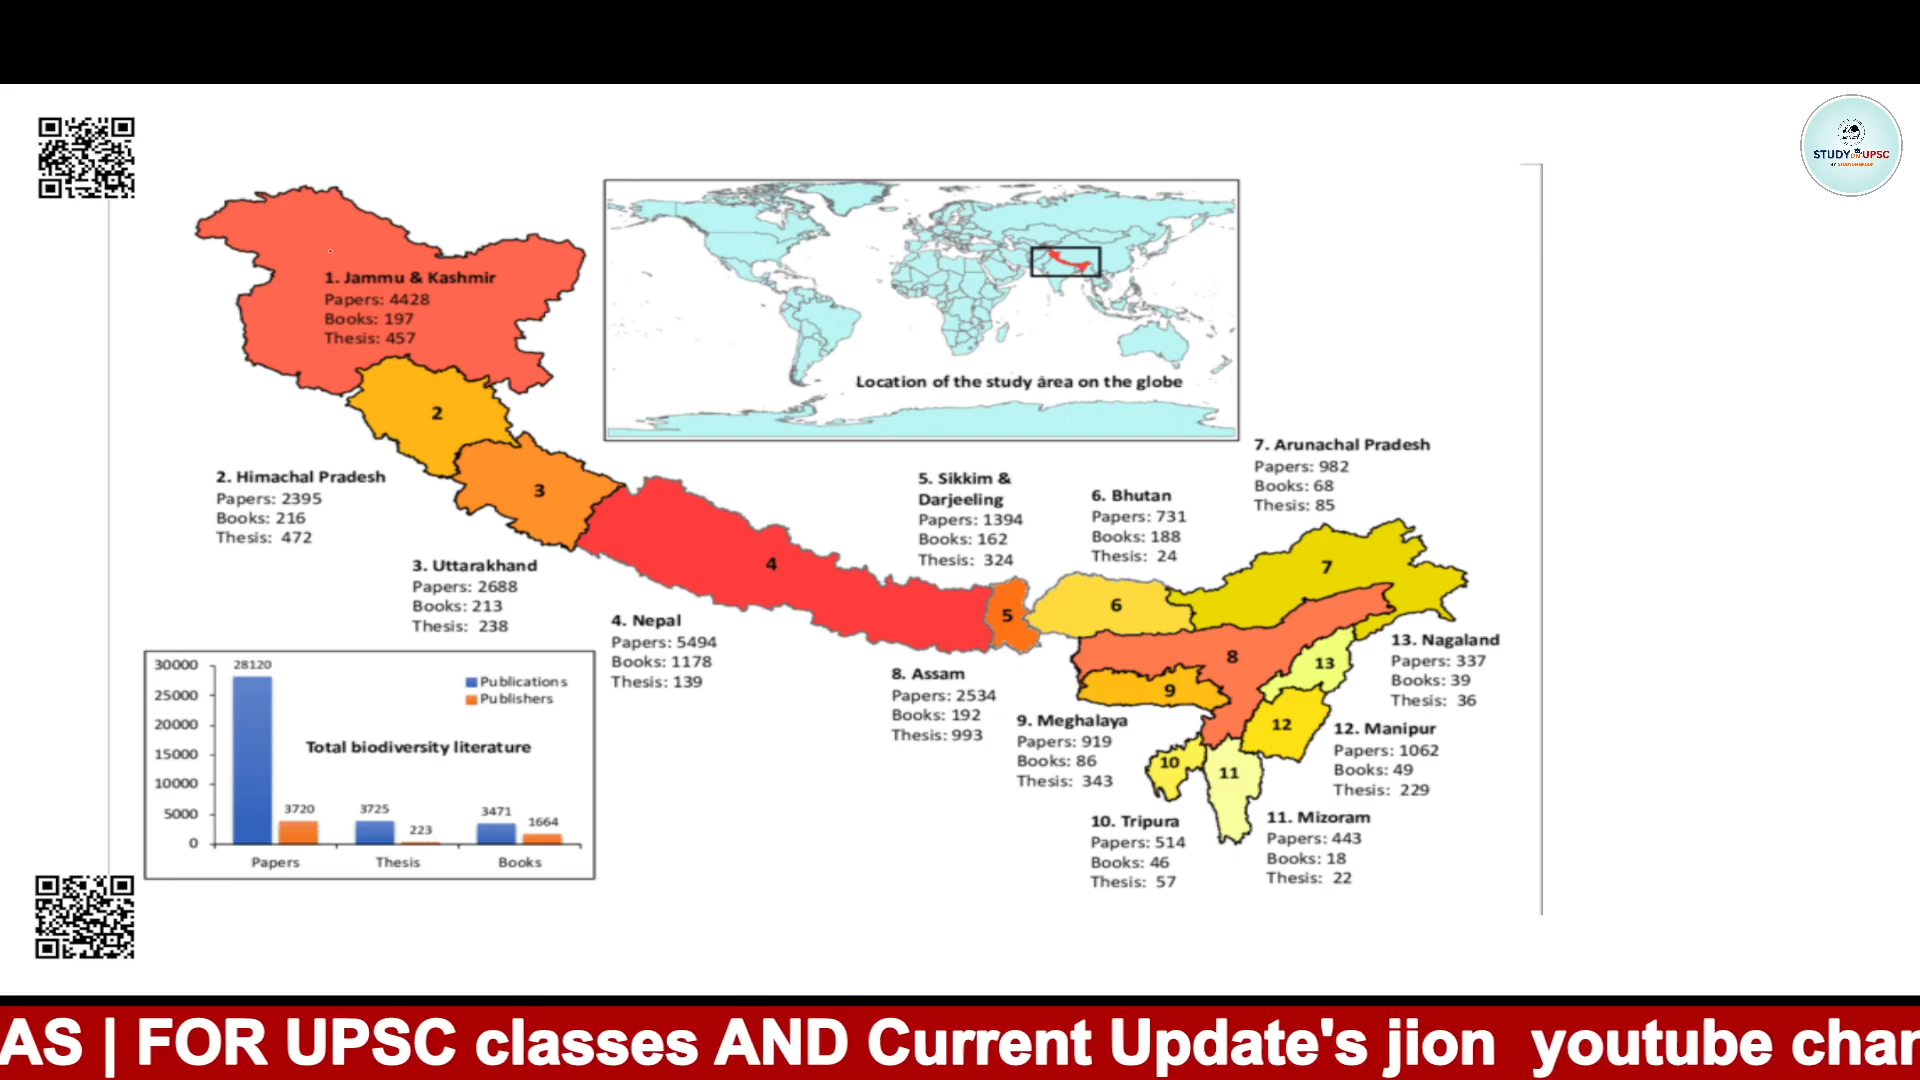 STUDY on UPSC
1. Jammu & Kashmir
Papers: 4428
Books: 197
Thesis: 457
2
Location of the study area on the globe
2. Himachal Pradesh
Papers: 2395
Books: 216
Thesis: 472
3
3. Uttarakhand
Papers: 2688
Books: 213
Thesis: 238
4
4. Nepal
Papers: 5494
Books: 1178
Thesis: 139
5. Sikkim &
Darjeeling
Papers: 1394
Books: 162
Thesis: 324
5
6. Bhutan
Papers: 731
Books: 188
Thesis: 24
6
7. Arunachal Pradesh
Papers: 982
Books: 68
Thesis: 85
7
8
8. Assam
Papers: 2534
Books: 192
Thesis: 993
9
9. Meghalaya
Papers: 919
Books: 86
Thesis: 343
13
13. Nagaland
Papers: 337
Books: 39
Thesis: 36
12
12. Manipur
Papers: 1062
Books: 49
Thesis: 229
10
10. Tripura
Papers: 514
Books: 46
Thesis: 57
11
11. Mizoram
Papers: 443
Books: 18
Thesis: 22
30000
25000
20000
15000
10000
5000
0
28120
3720
3725
223
3471
1664
Publications
Publishers
Total biodiversity literature
Papers
Thesis
Books
AS | FOR UPSC classes AND Current Update's jion youtube chan